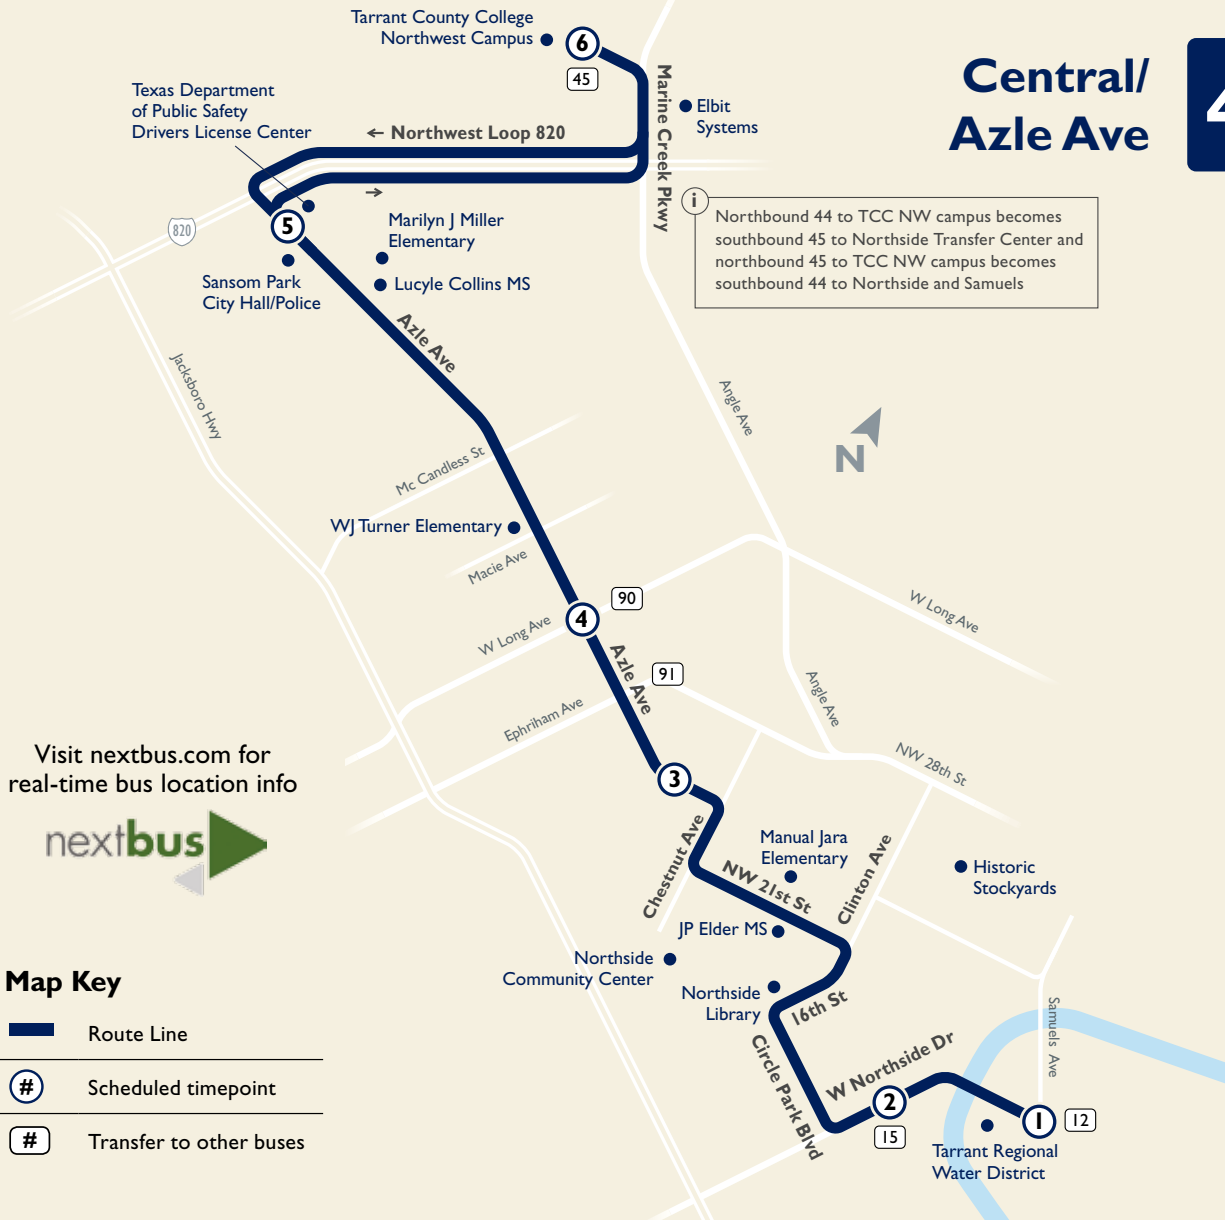 Tarrant County College
Northwest Campus
6
45
Central/
Azle Ave
4
Texas Department
of Public Safety
Drivers License Center
← Northwest Loop 820
→
Marine Creek Pkwy
Elbit
Systems
i
Northbound 44 to TCC NW campus becomes
southbound 45 to Northside Transfer Center and
northbound 45 to TCC NW campus becomes
southbound 44 to Northside and Samuels
820
5
Marilyn J Miller
Elementary
Sansom Park
City Hall/Police
Lucyle Collins MS
Azle Ave
Jacksboro Hwy
Angle Ave
N
Mc Candless St
WJ Turner Elementary
Macie Ave
90
4
W Long Ave
W Long Ave
Azle Ave
91
Ephriham Ave
Angle Ave
NW 28th St
Visit nextbus.com for
real-time bus location info
nextbus
3
Chestnut Ave
Manual Jara
Elementary
NW 21st St
Clinton Ave
Historic
Stockyards
JP Elder MS
Northside
Community Center
Northside
Library
16th St
Samuels Ave
Circle Park Blvd
W Northside Dr
2
15
1
12
Tarrant Regional
Water District
Map Key
Route Line
# Scheduled timepoint
# Transfer to other buses